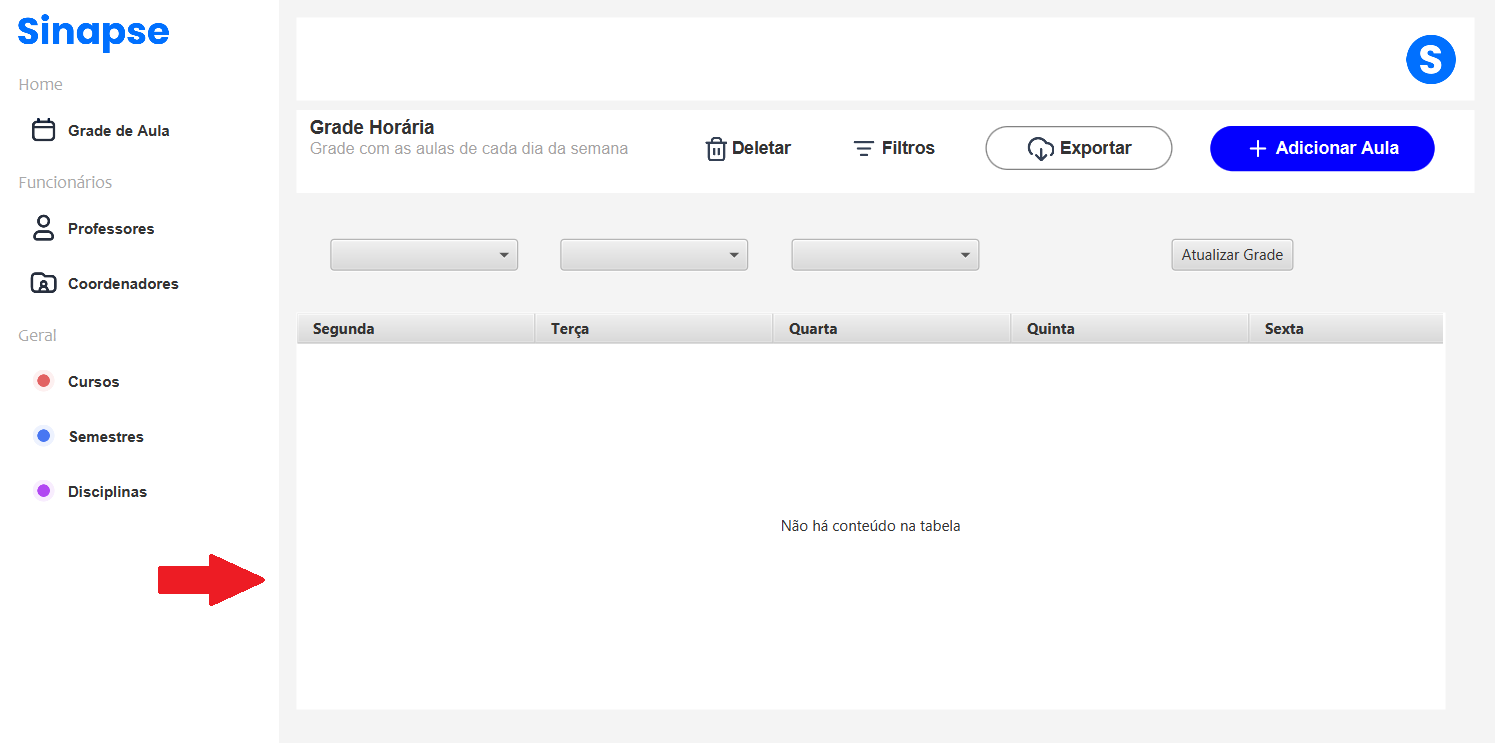 Sinapse
Home
Grade de Aula
Funcionários
Professores
Coordenadores
Geral
Cursos
Semestres
Disciplinas
S
Grade Horária
Grade com as aulas de cada dia da semana
Deletar
Filtros
Exportar
+ Adicionar Aula
Atualizar Grade
Segunda Terça Quarta Quinta Sexta
Não há conteúdo na tabela